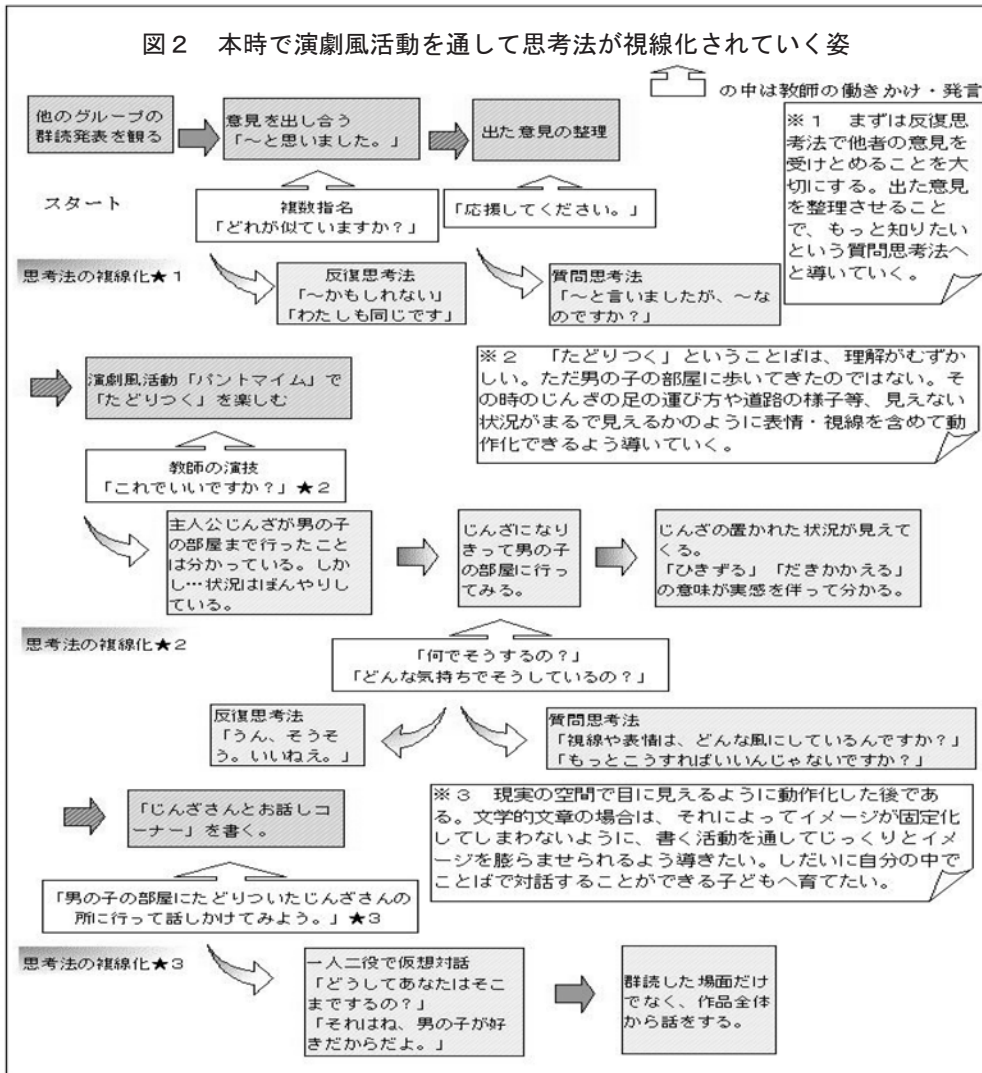 図２　本時で演劇風活動を通して思考法が視線化されていく姿
の中は教師の働きかけ・発言
他のグループの
群読発表を観る
意見を出し合う
「～と思いました。」
出た意見の整理
※１　まずは反復思
考法で他者の意見を
受けとめることを大
切にする。出た意見
を整理させること
で、もっと知りたい
という質問思考法へ
と導いていく。
スタート
複数指名
「どれが似ていますか？」
「応援してください。」
思考法の複線化★１
反復思考法
「～かもしれない」
「わたしも同じです」
質問思考法
「～と言いましたが、～な
のですか？」
演劇風活動「パントマイム」で
「たどりつく」を楽しむ
※２　「たどりつく」ということばは、理解がむずか
しい。ただ男の子の部屋に歩いてきたのではない。そ
の時のじんざの足の運び方や道路の様子等、見えない
状況がまるで見えるかのように表情・視線を含めて動
作化できるよう導いていく。
教師の演技
「これでいいですか？」★２
主人公じんざが男の子
の部屋まで行ったこと
は分かっている。しか
し…状況はぼんやりし
ている。
じんざになり
きって男の子
の部屋に行っ
てみる。
じんざの置かれた状況が見えて
くる。
「ひきずる」「だきかかえる」
の意味が実感を伴って分かる。
思考法の複線化★２
「何でそうするの？」
「どんな気持ちでそうしているの？」
反復思考法
「うん、そうそ
う。いいねえ。」
質問思考法
「視線や表情は、どんな風にしているんですか？」
「もっとこうすればいいんじゃないですか？」
「じんざさんとお話しコ
ーナー」を書く。
※３　現実の空間で目に見えるように動作化した後であ
る。文学的文章の場合は、それによってイメージが固定化
してしまわないように、書く活動を通してじっくりとイメ
ージを膨らませられるよう導きたい。しだいに自分の中で
ことばで対話することができる子どもへ育てたい。
「男の子の部屋にたどりついたじんざさんの
所に行って話しかけてみよう。」★３
思考法の複線化★３
一人二役で仮想対話
「どうしてあなたはそこ
までするの？」
「それはね、男の子が好
きだからだよ。」
群読した場面だけ
でなく、作品全体
から話をする。